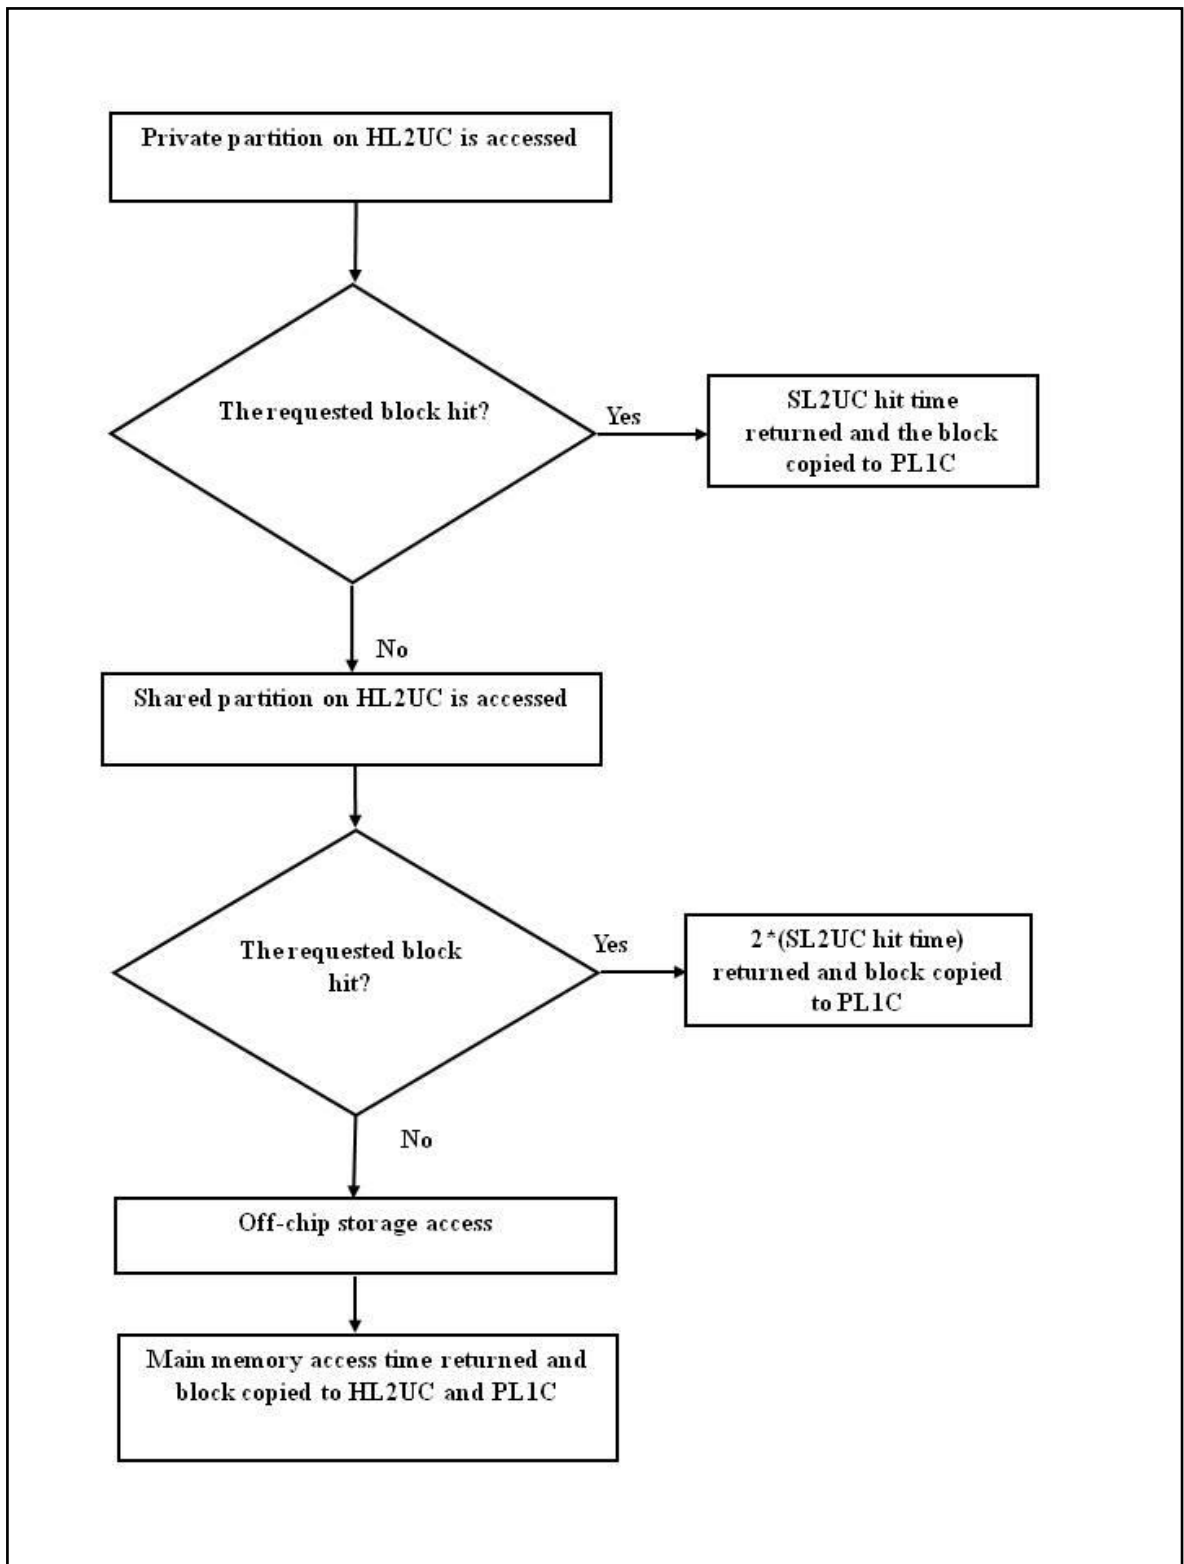 Private partition on HL2UC is accessed
The requested block hit?
Yes
SL2UC hit time
returned and the block
copied to PL1C
No
Shared partition on HL2UC is accessed
The requested block
hit?
Yes
2*(SL2UC hit time)
returned and block copied
to PL1C
No
Off-chip storage access
Main memory access time returned and
block copied to HL2UC and PL1C